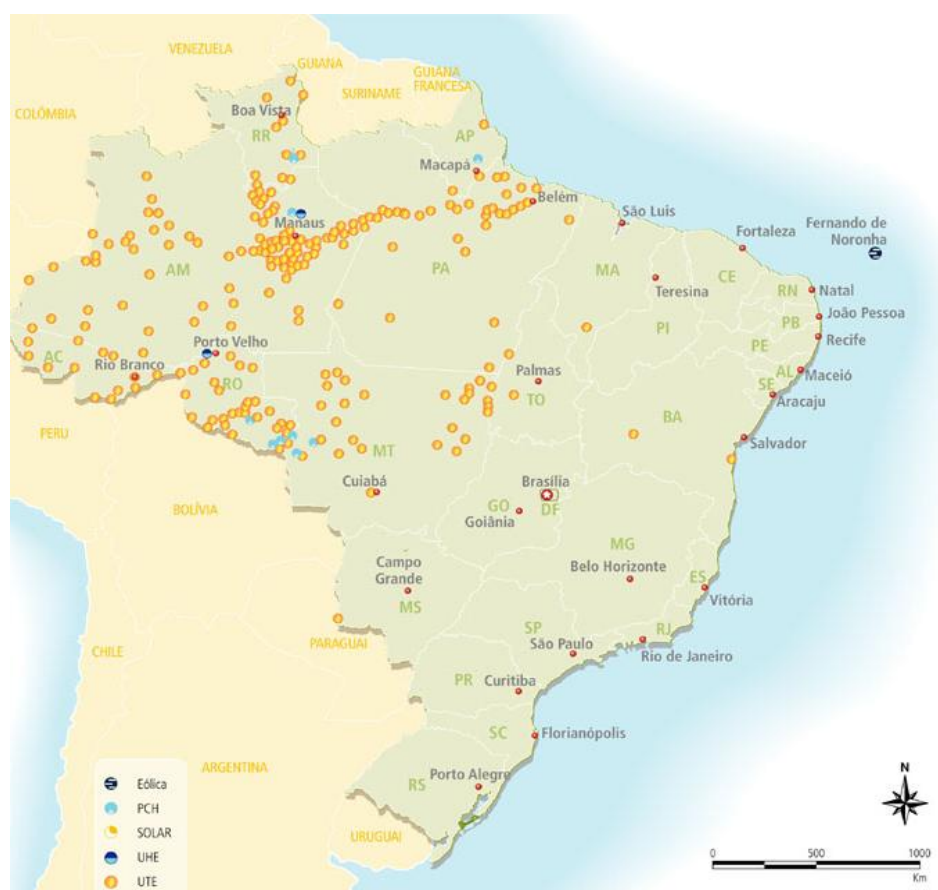 VENEZUELA
GUIANA
GUIANA
FRANCESA
SURINAME
COLÔMBIA
Boa Vista
RR
AP
Macapá
Belém
São Luis
Fernando de
Noronha
Fortaleza
Manaus
AM
PA
MA
CE
Teresina
RN
Natal
João Pessoa
PB
PI
PE
Recife
Porto Velho
AC
Rio Branco
RO
Palmas
TO
AL
Maceió
SE
Aracaju
BA
Salvador
PERU
MT
Cuiabá
Brasília
GO
DF
Goiânia
BOLÍVIA
MG
Belo Horizonte
Campo
Grande
MS
ES
Vitória
SP
RJ
São Paulo
Rio de Janeiro
PARAGUAI
CHILE
PR
Curitiba
SC
Florianópolis
ARGENTINA
RS
Porto Alegre
URUGUAI
Eólica
PCH
SOLAR
UHE
UTE
N
0 500 1000
Km